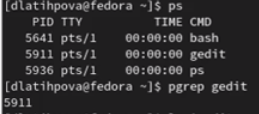 [dlatihpova@fedora ~]$ ps
    PID TTY          TIME CMD
   5641 pts/1    00:00:00 bash
   5911 pts/1    00:00:00 gedit
   5936 pts/1    00:00:00 ps
[dlatihpova@fedora ~]$ pgrep gedit
5911